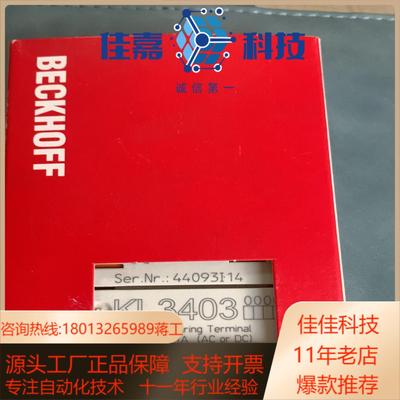 佳嘉 科技
诚信第一
BECKHOFF
Ser.Nr.: 44093I14
KL3403
ring Terminal
A (AC or DC)
咨询热线:18013265989蒋工
源头工厂正品保障 支持开票
专注自动化技术 十一年行业经验
佳佳科技
11年老店
爆款推荐